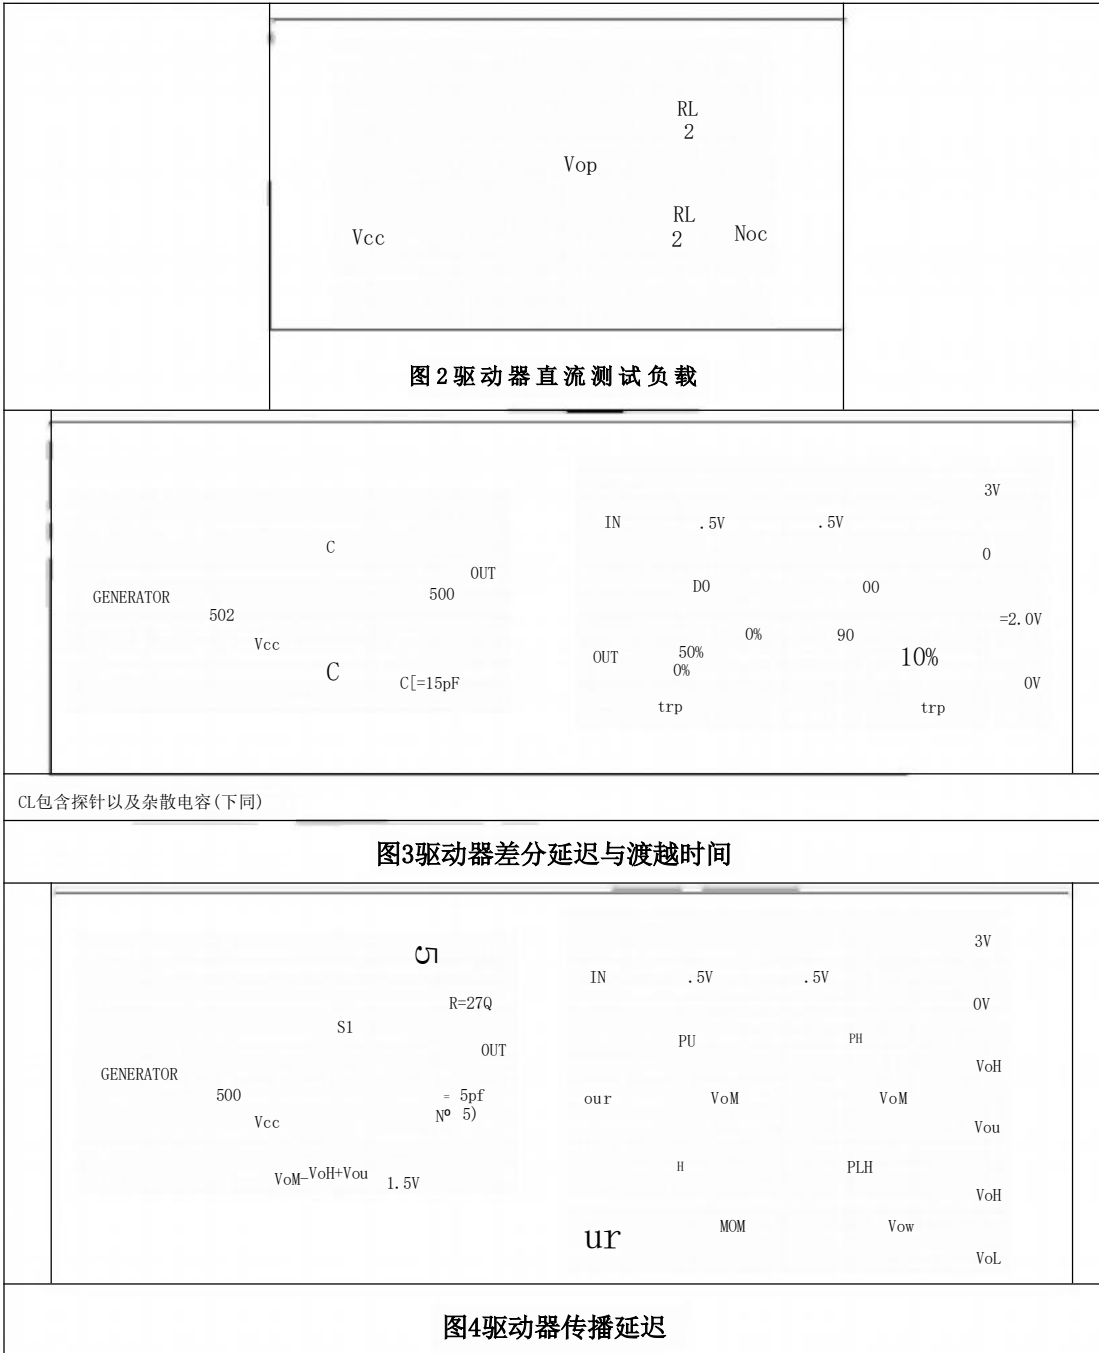 RL
2
Vop
RL
2
Vcc
Noc
图2驱动器直流测试负载
3V
IN
.5V
.5V
C
O
OUT
DO
OO
500
GENERATOR
502
=2.0V
Vcc
0%
90
OUT
50%
10%
C
0%
C[=15pF
0V
trp
trp
CL包含探针以及杂散电容(下同)
图3驱动器差分延迟与渡越时间
5
3V
IN
.5V
.5V
R=27Q
0V
S1
OUT
PU
PH
VoH
GENERATOR
500
= 5pf
our
VoM
VoM
Nº 5)
Vcc
Vou
VoM-VoH+Vou
1.5V
H
PLH
VoH
ur
MOM
Vow
VoL
图4驱动器传播延迟